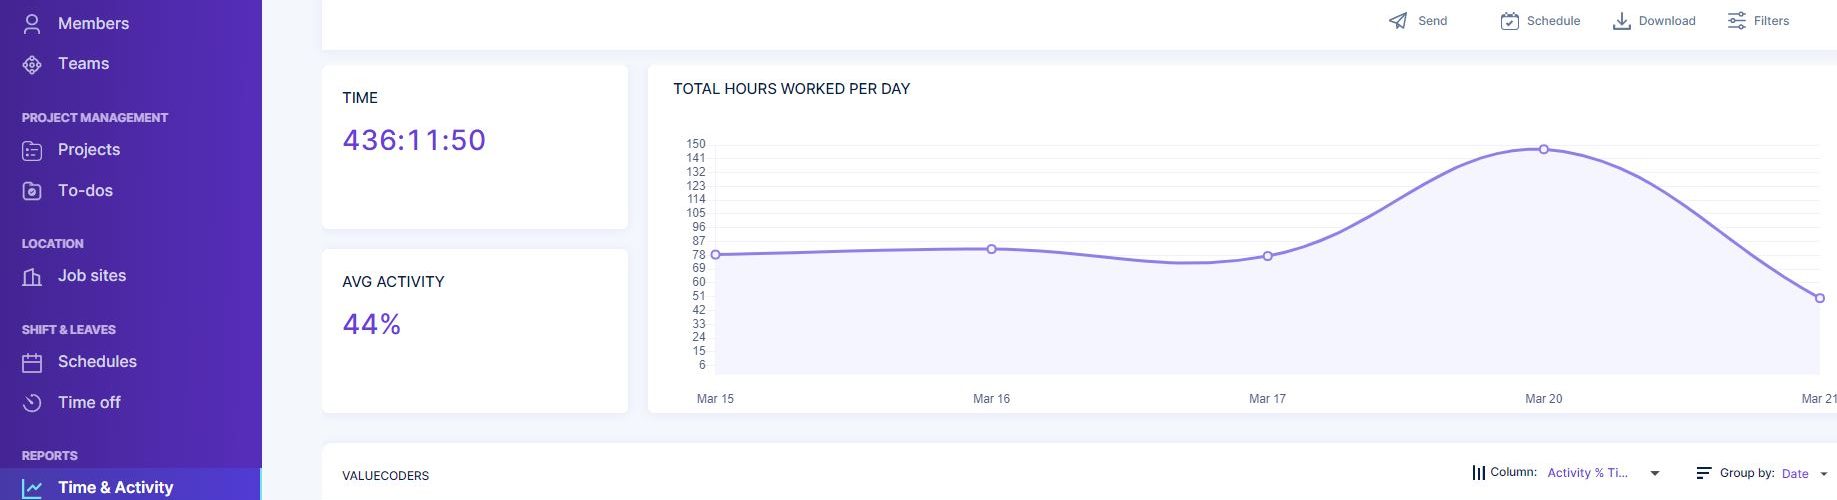 Members
Teams
PROJECT MANAGEMENT
Projects
To-dos
LOCATION
Job sites
SHIFT & LEAVES
Schedules
Time off
REPORTS
Time & Activity
Send Schedule Download Filters
TIME
436:11:50
AVG ACTIVITY
44%
TOTAL HOURS WORKED PER DAY
150
141
132
123
114
105
96
87
78
69
60
51
42
33
24
15
6
Mar 15 Mar 16 Mar 17 Mar 20 Mar 21
VALUECODERS
Column: Activity % Ti... Group by: Date